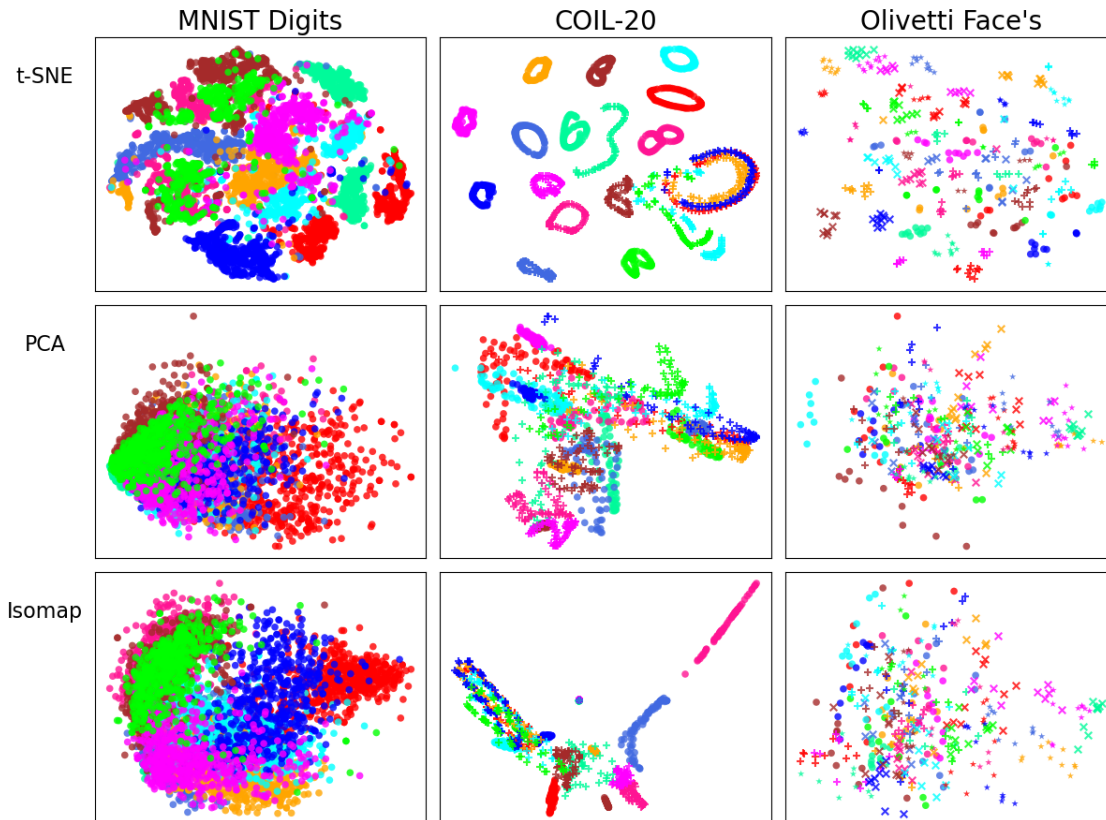 MNIST Digits
COIL-20
Olivetti Face's
t-SNE
PCA
Isomap